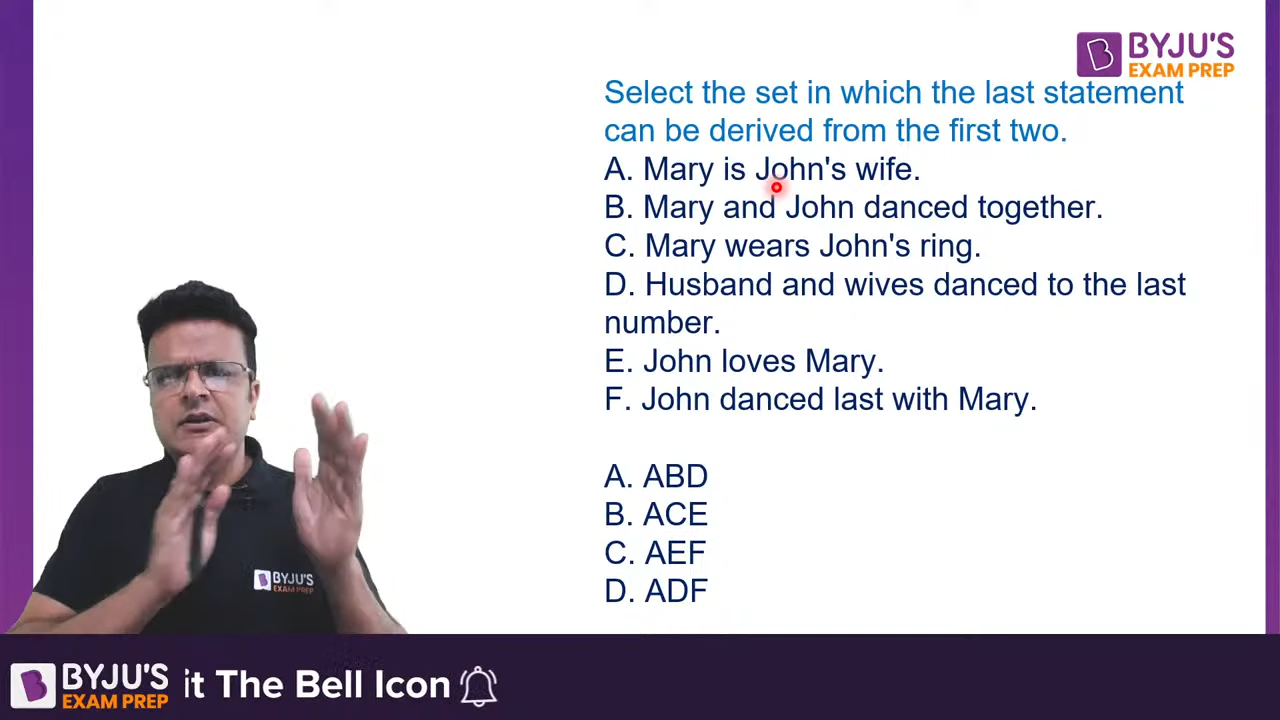 BYJU'S
EXAM PREP
Select the set in which the last statement
can be derived from the first two.
A. Mary is John's wife.
B. Mary and John danced together.
C. Mary wears John's ring.
D. Husband and wives danced to the last
number.
E. John loves Mary.
F. John danced last with Mary.
A. ABD
B. ACE
C. AEF
D. ADF
BYJU'S
EXAM PREP
BYJU'S
EXAM PREP
it The Bell Icon